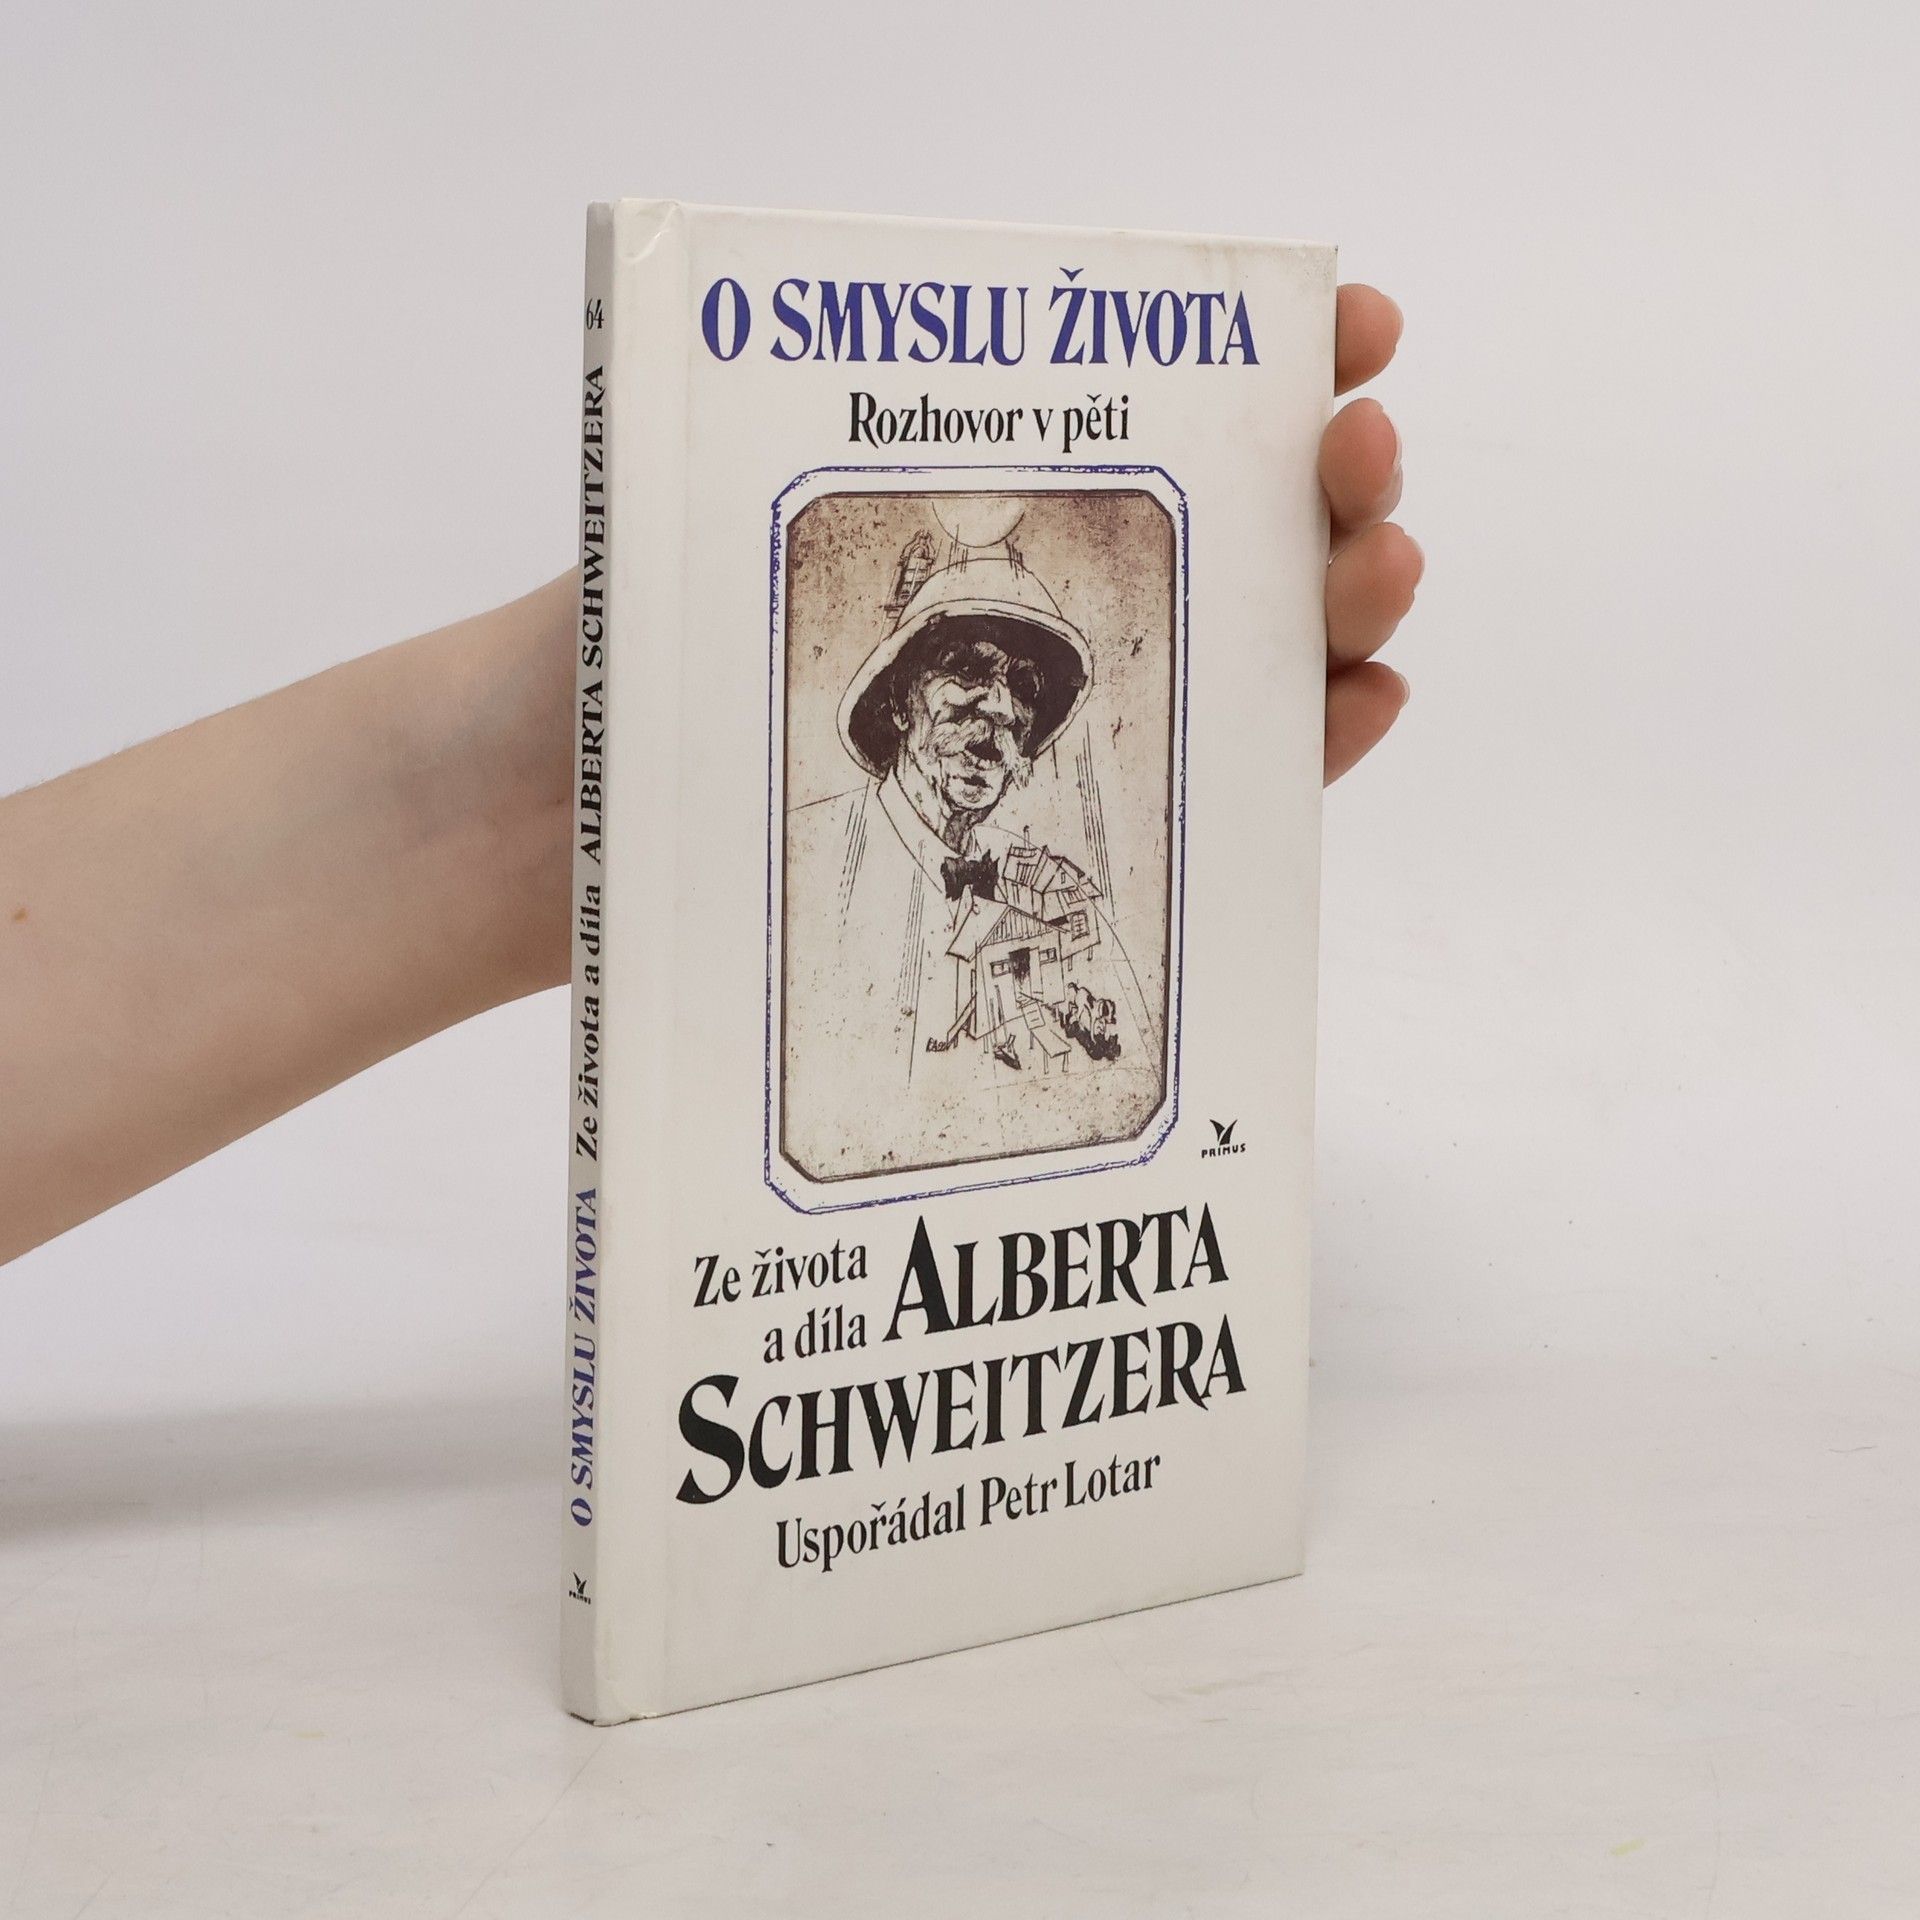 O SMYSLU ŽIVOTA
Rozhovor v pěti
PRIMUS
Ze života
a díla ALBERTA
SCHWEITZERA
Uspořádal Petr Lotar
O SMYSLU ŽIVOTA Ze života a díla ALBERTA SCHWEITZERA 64
PRIMUS